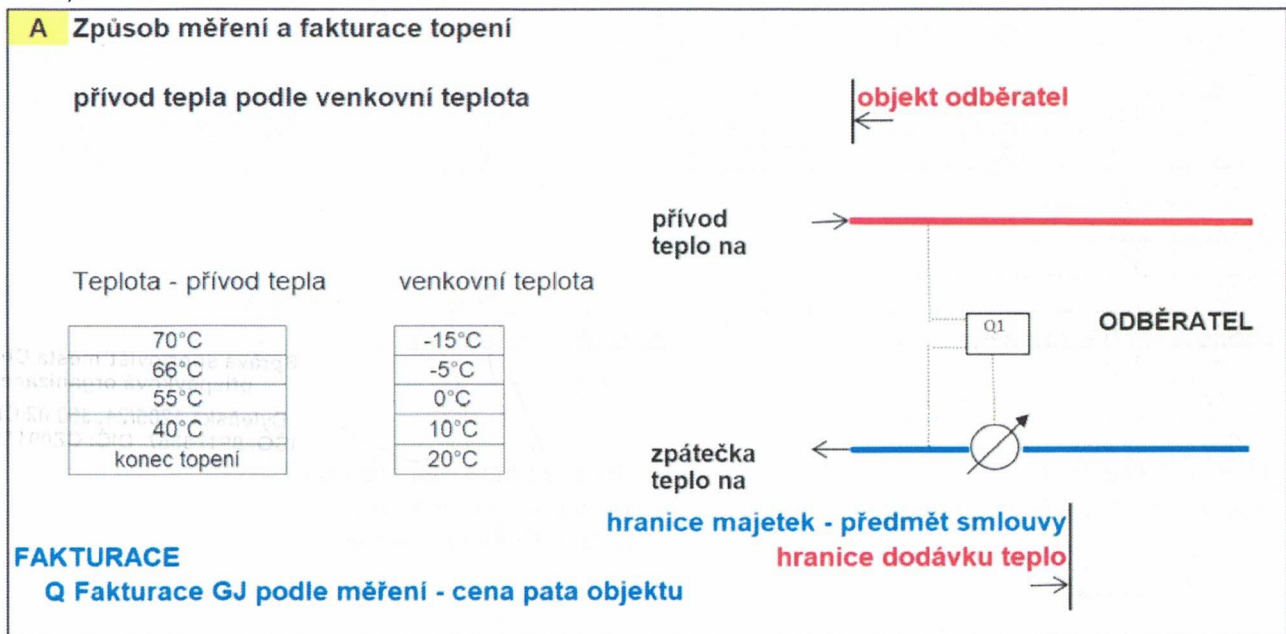 A Způsob měření a fakturace topení
přívod tepla podle venkovní teplota
objekt odběratel
přívod
teplo na
Teplota - přívod tepla venkovní teplota
70°C -15°C
66°C -5°C
55°C 0°C
40°C 10°C
konec topení 20°C
Q1
ODBĚRATEL
zpátečka
teplo na
hranice majetek - předmět smlouvy
hranice dodávku teplo
FAKTURACE
Q Fakturace GJ podle měření - cena pata objektu